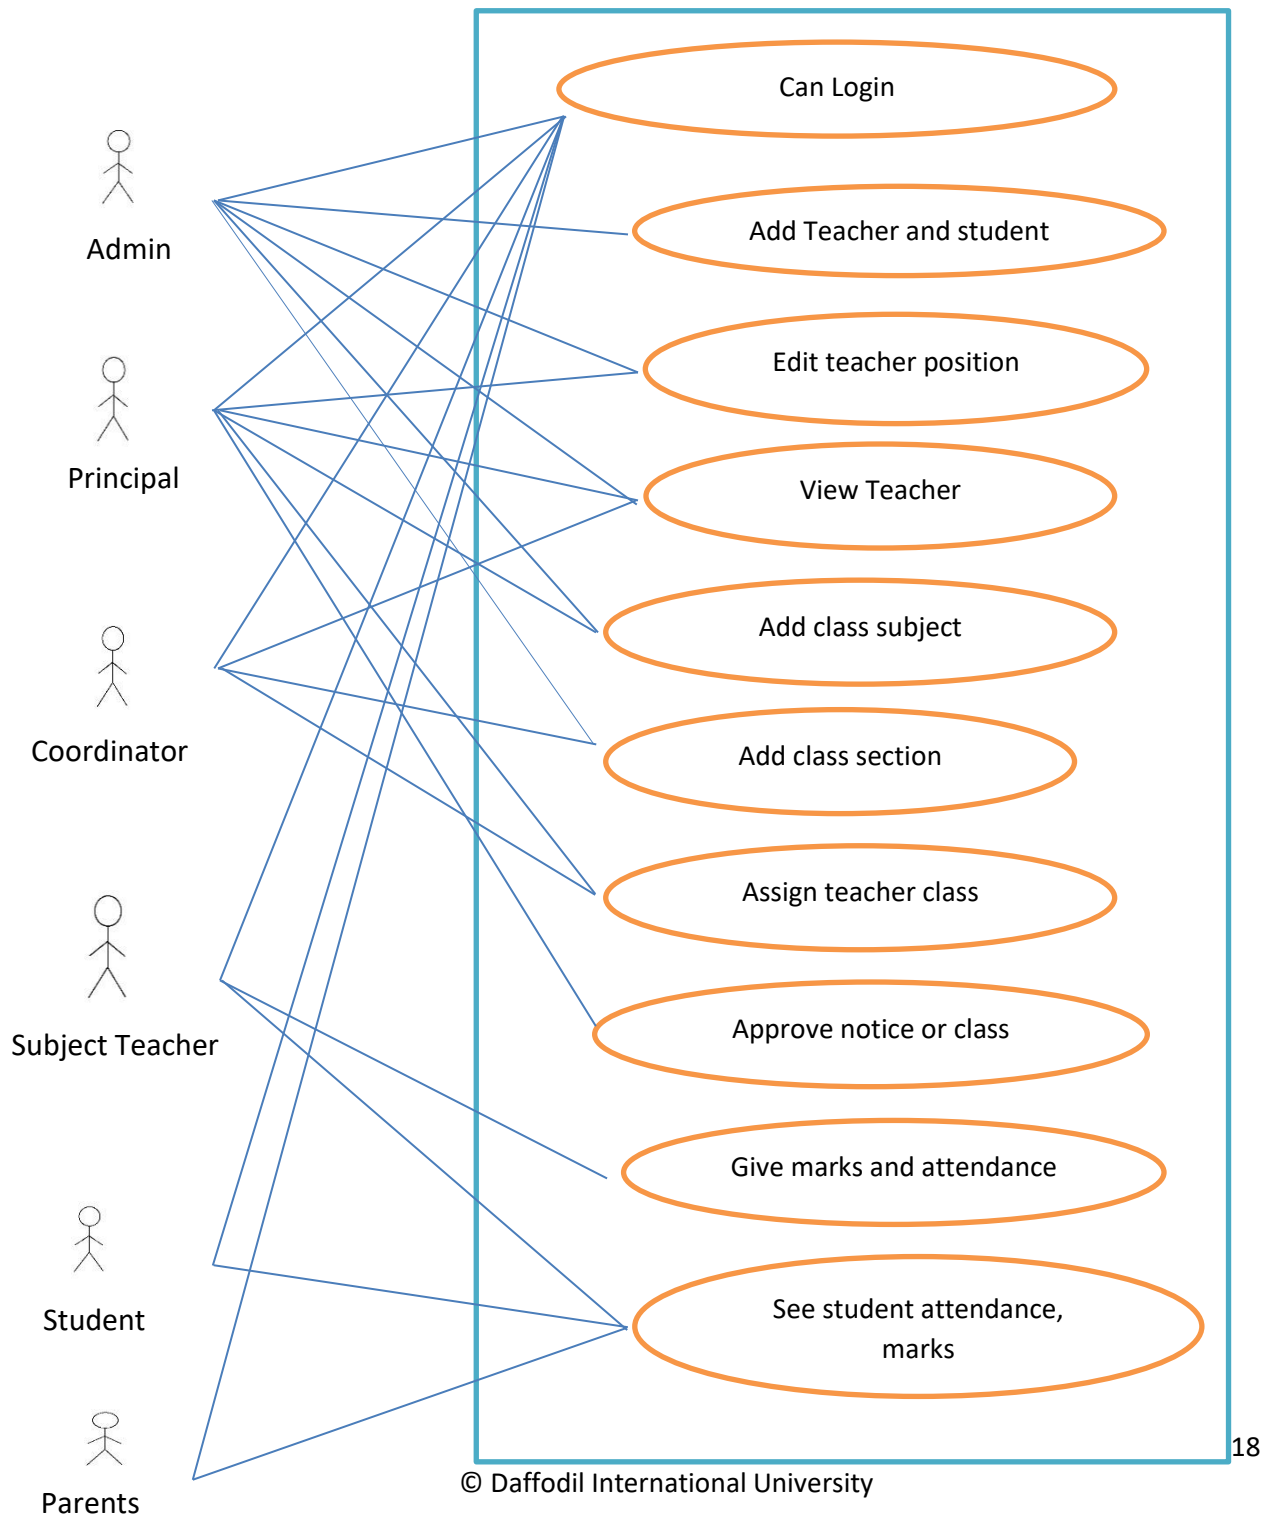 Can Login
Admin
Add Teacher and student
Edit teacher position
Principal
View Teacher
Add class subject
Coordinator
Add class section
Assign teacher class
Subject Teacher
Approve notice or class
Give marks and attendance
Student
See student attendance,
marks
Parents
18
© Daffodil International University